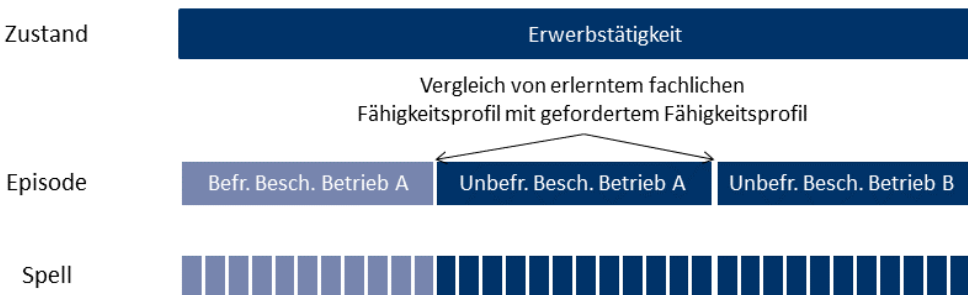 Zustand
Erwerbstätigkeit
Vergleich von erlerntem fachlichen
Fähigkeitsprofil mit gefordertem Fähigkeitsprofil
Episode
Befr. Besch. Betrieb A
Unbefr. Besch. Betrieb A
Unbefr. Besch. Betrieb B
Spell